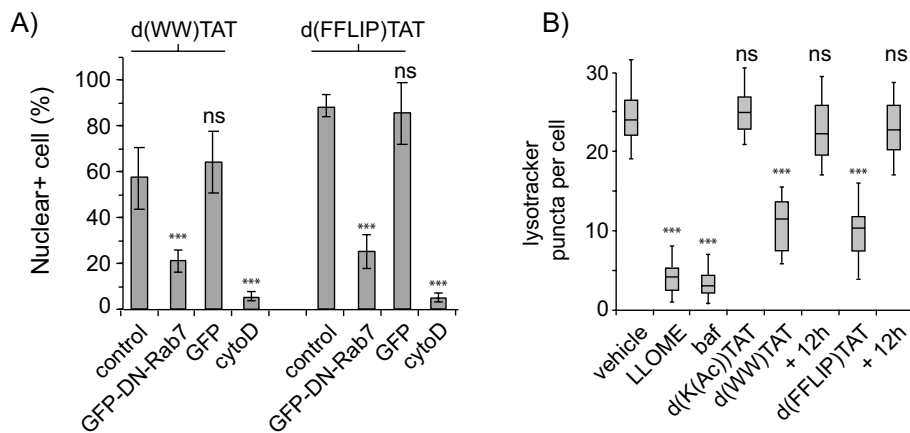 A)
d(WW)TAT
d(FFLIP)TAT
Nuclear+ cell (%)
100
80
60
40
20
0
ns
***
***
ns
***
***
control
GFP-DN-Rab7
GFP
cytoD
control
GFP-DN-Rab7
GFP
cytoD
B)
lysotracker
puncta per cell
30
20
10
0
***
***
ns
***
ns
***
ns
vehicle
LLOME
baf
d(K(Ac))TAT
d(WW)TAT
+ 12h
d(FFLIP)TAT
+ 12h